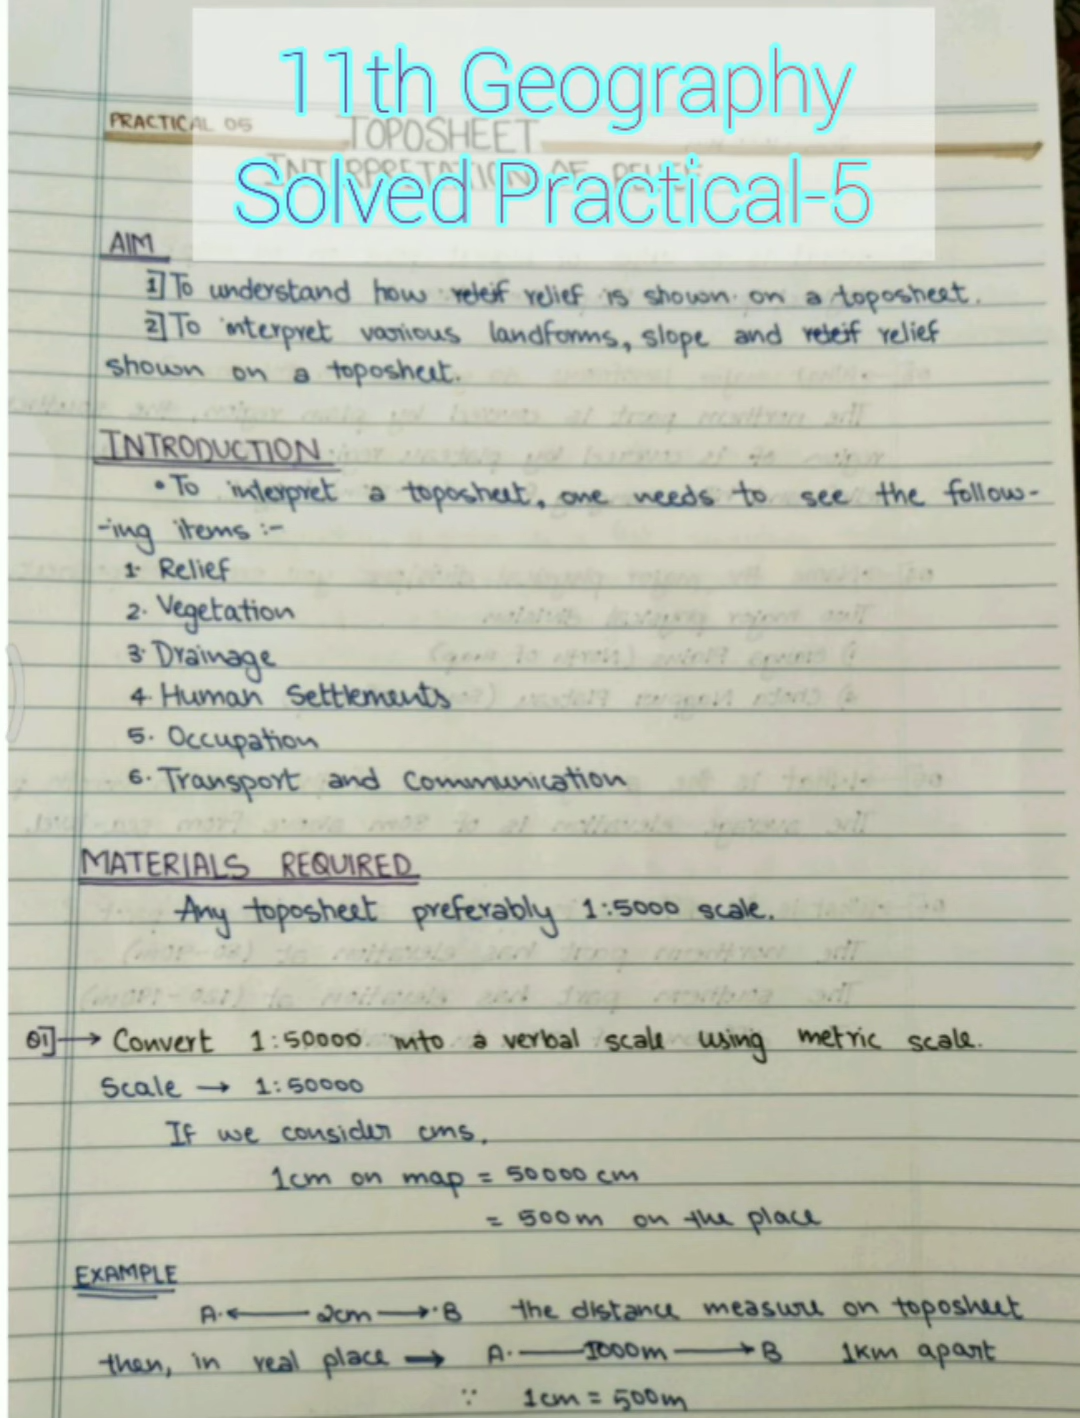 11th Geography
Solved Practical-5
PRACTICAL 05
TOPOSHEET
INTERPRETATION OF RELIEF
AIM
1] To understand how releif relief is shown on a toposheet.
2] To interpret various landforms, slope and releif relief
shown on a toposheet.
INTRODUCTION
• To interpret a toposheet, one needs to see the follow-
-ing items :-
1. Relief
2. Vegetation
3. Drainage
4. Human Settlements
5. Occupation
6. Transport and Communication
MATERIALS REQUIRED
Any toposheet preferably 1:5000 scale.
Q1] → Convert 1:50000 into a verbal scale using metric scale.
Scale → 1:50000
If we consider cms,
1cm on map = 50000 cm
= 500m on the place
EXAMPLE
A.←2cm→.B the distance measure on toposheet
then, in real place → A.—1000m→B 1Km apart
∵ 1cm = 500m